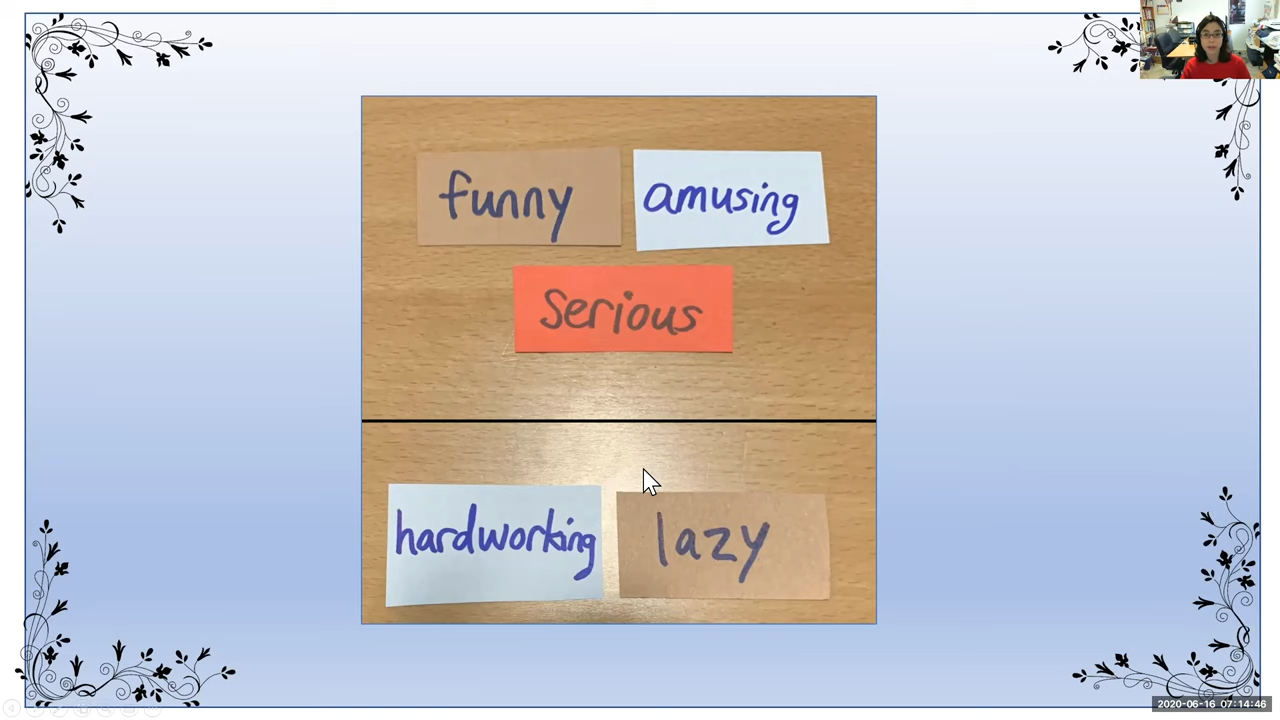 funny
amusing
serious
hardworking
lazy
2020-06-16 07:14:46